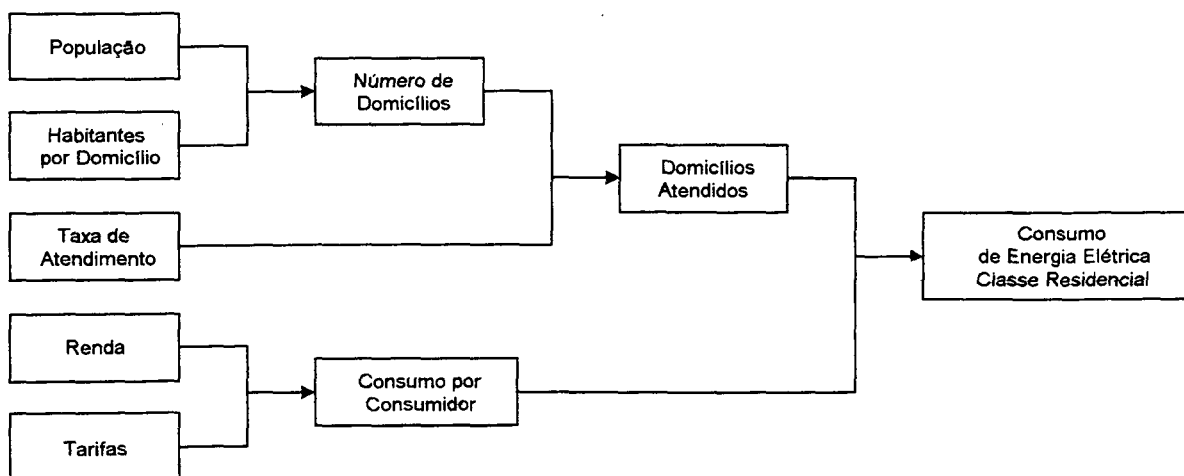 População
Número de
Domicílios
Habitantes
por Domicílio
Domicílios
Atendidos
Taxa de
Atendimento
Consumo
de Energia Elétrica
Classe Residencial
Renda
Consumo por
Consumidor
Tarifas